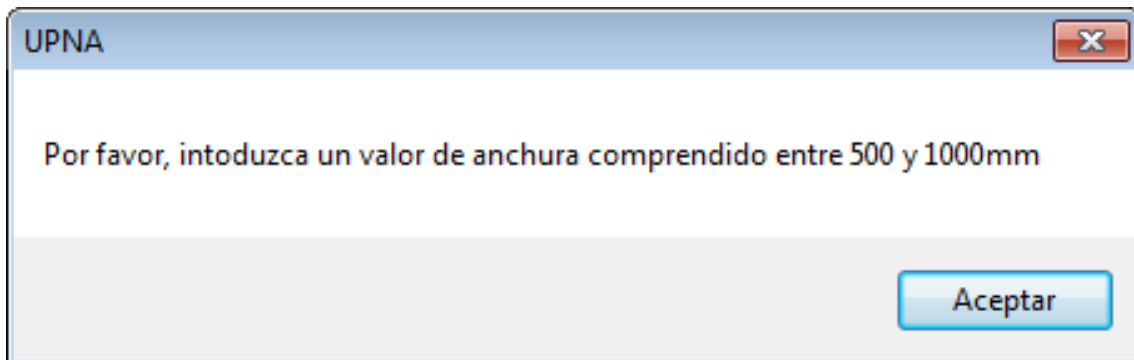 UPNA
Por favor, intoduzca un valor de anchura comprendido entre 500 y 1000mm
Aceptar